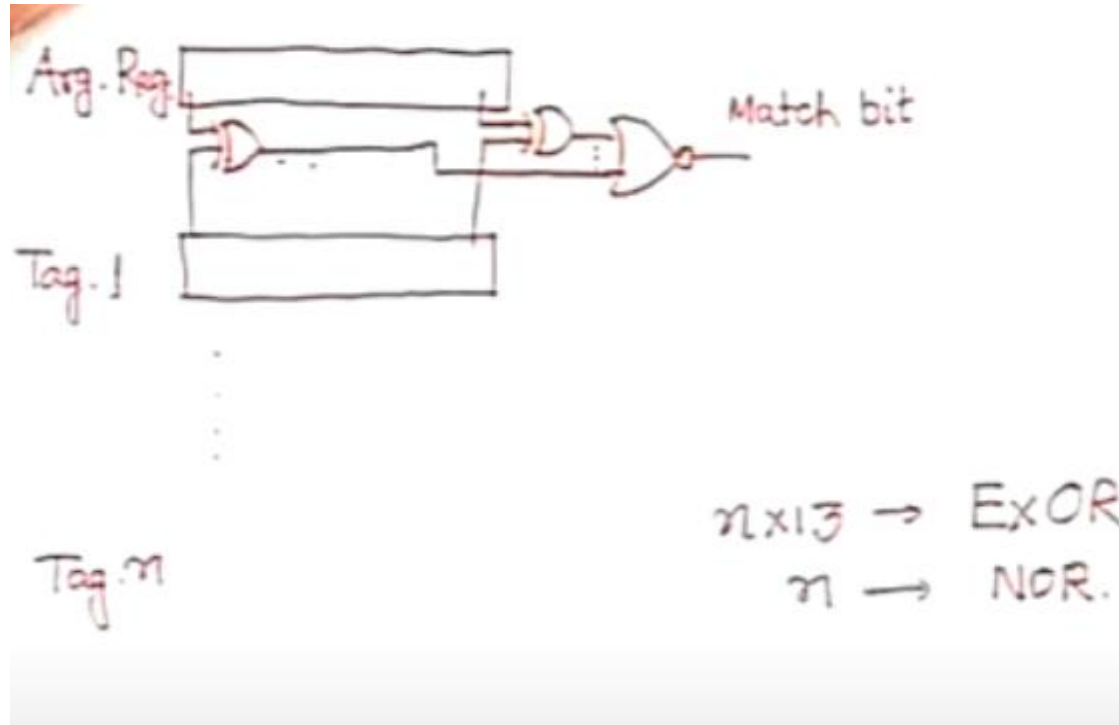 Arg. Reg.
Match bit
Tag. 1
Tag. n
n×13 → ExOR
n → NOR.